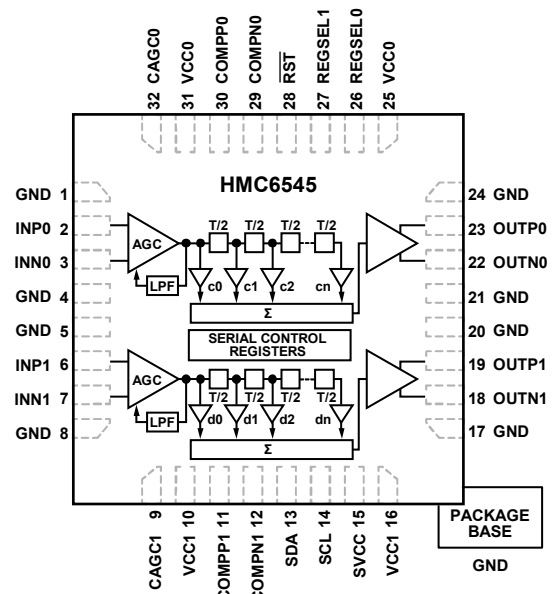 32 CAGC0
31 VCC0
30 COMPP0
29 COMPN0
28 RST
27 REGSEL1
26 REGSEL0
25 VCC0
HMC6545
GND 1
INP0 2
INN0 3
GND 4
GND 5
INP1 6
INN1 7
GND 8
24 GND
23 OUTP0
22 OUTN0
21 GND
20 GND
19 OUTP1
18 OUTN1
17 GND
AGC
T/2 T/2 T/2 T/2
LPF
c0 c1 c2 cn
Σ
SERIAL CONTROL
REGISTERS
AGC
T/2 T/2 T/2 T/2
LPF
d0 d1 d2 dn
Σ
CAGC1 9
VCC1 10
COMPP1 11
COMPN1 12
SDA 13
SCL 14
SVCC 15
VCC1 16
PACKAGE
BASE
GND